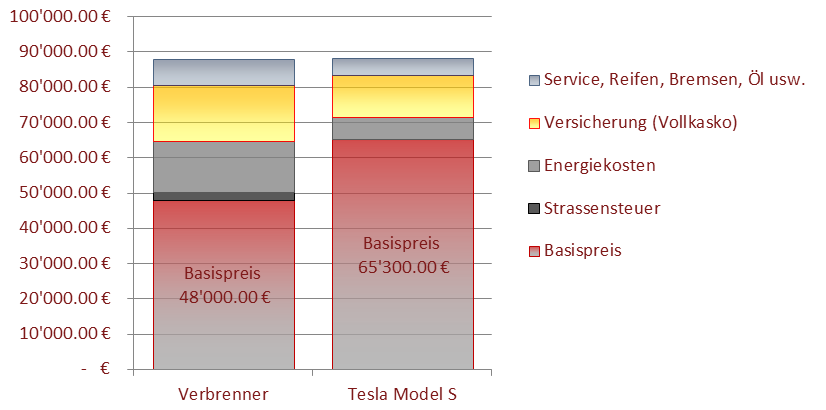 100'000.00 €
90'000.00 €
80'000.00 €
70'000.00 €
60'000.00 €
50'000.00 €
40'000.00 €
30'000.00 €
20'000.00 €
10'000.00 €
- €
Basispreis
48'000.00 €
Basispreis
65'300.00 €
Verbrenner
Tesla Model S
Service, Reifen, Bremsen, Öl usw.
Versicherung (Vollkasko)
Energiekosten
Strassensteuer
Basispreis